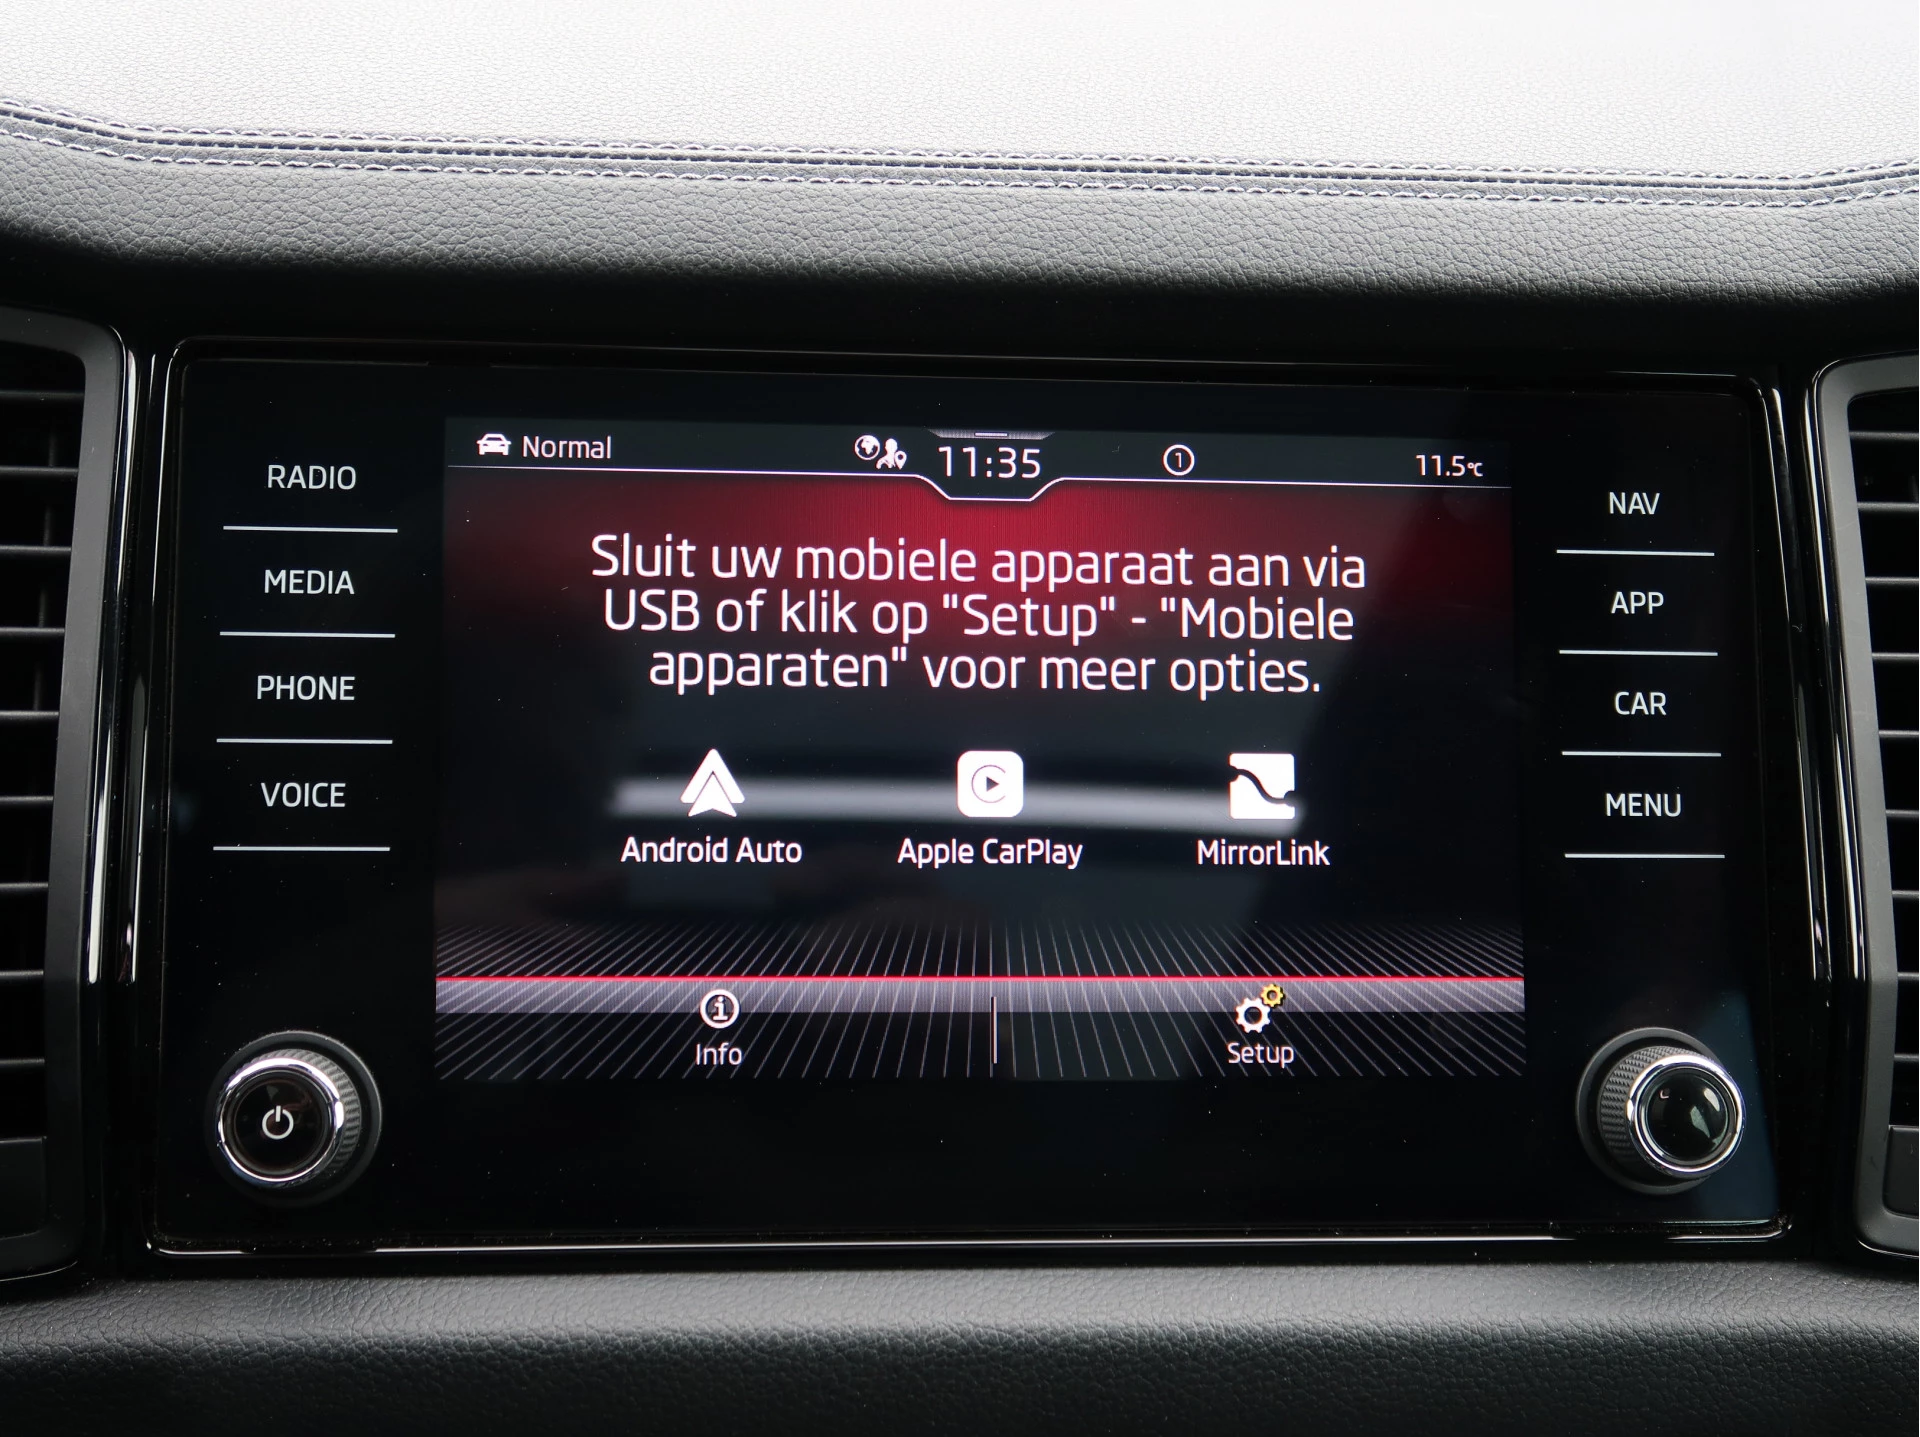 Normal
11:35
1
11.5°C
RADIO
MEDIA
PHONE
VOICE
Sluit uw mobiele apparaat aan via
USB of klik op "Setup" - "Mobiele
apparaten" voor meer opties.
Android Auto
Apple CarPlay
MirrorLink
Info
Setup
NAV
APP
CAR
MENU